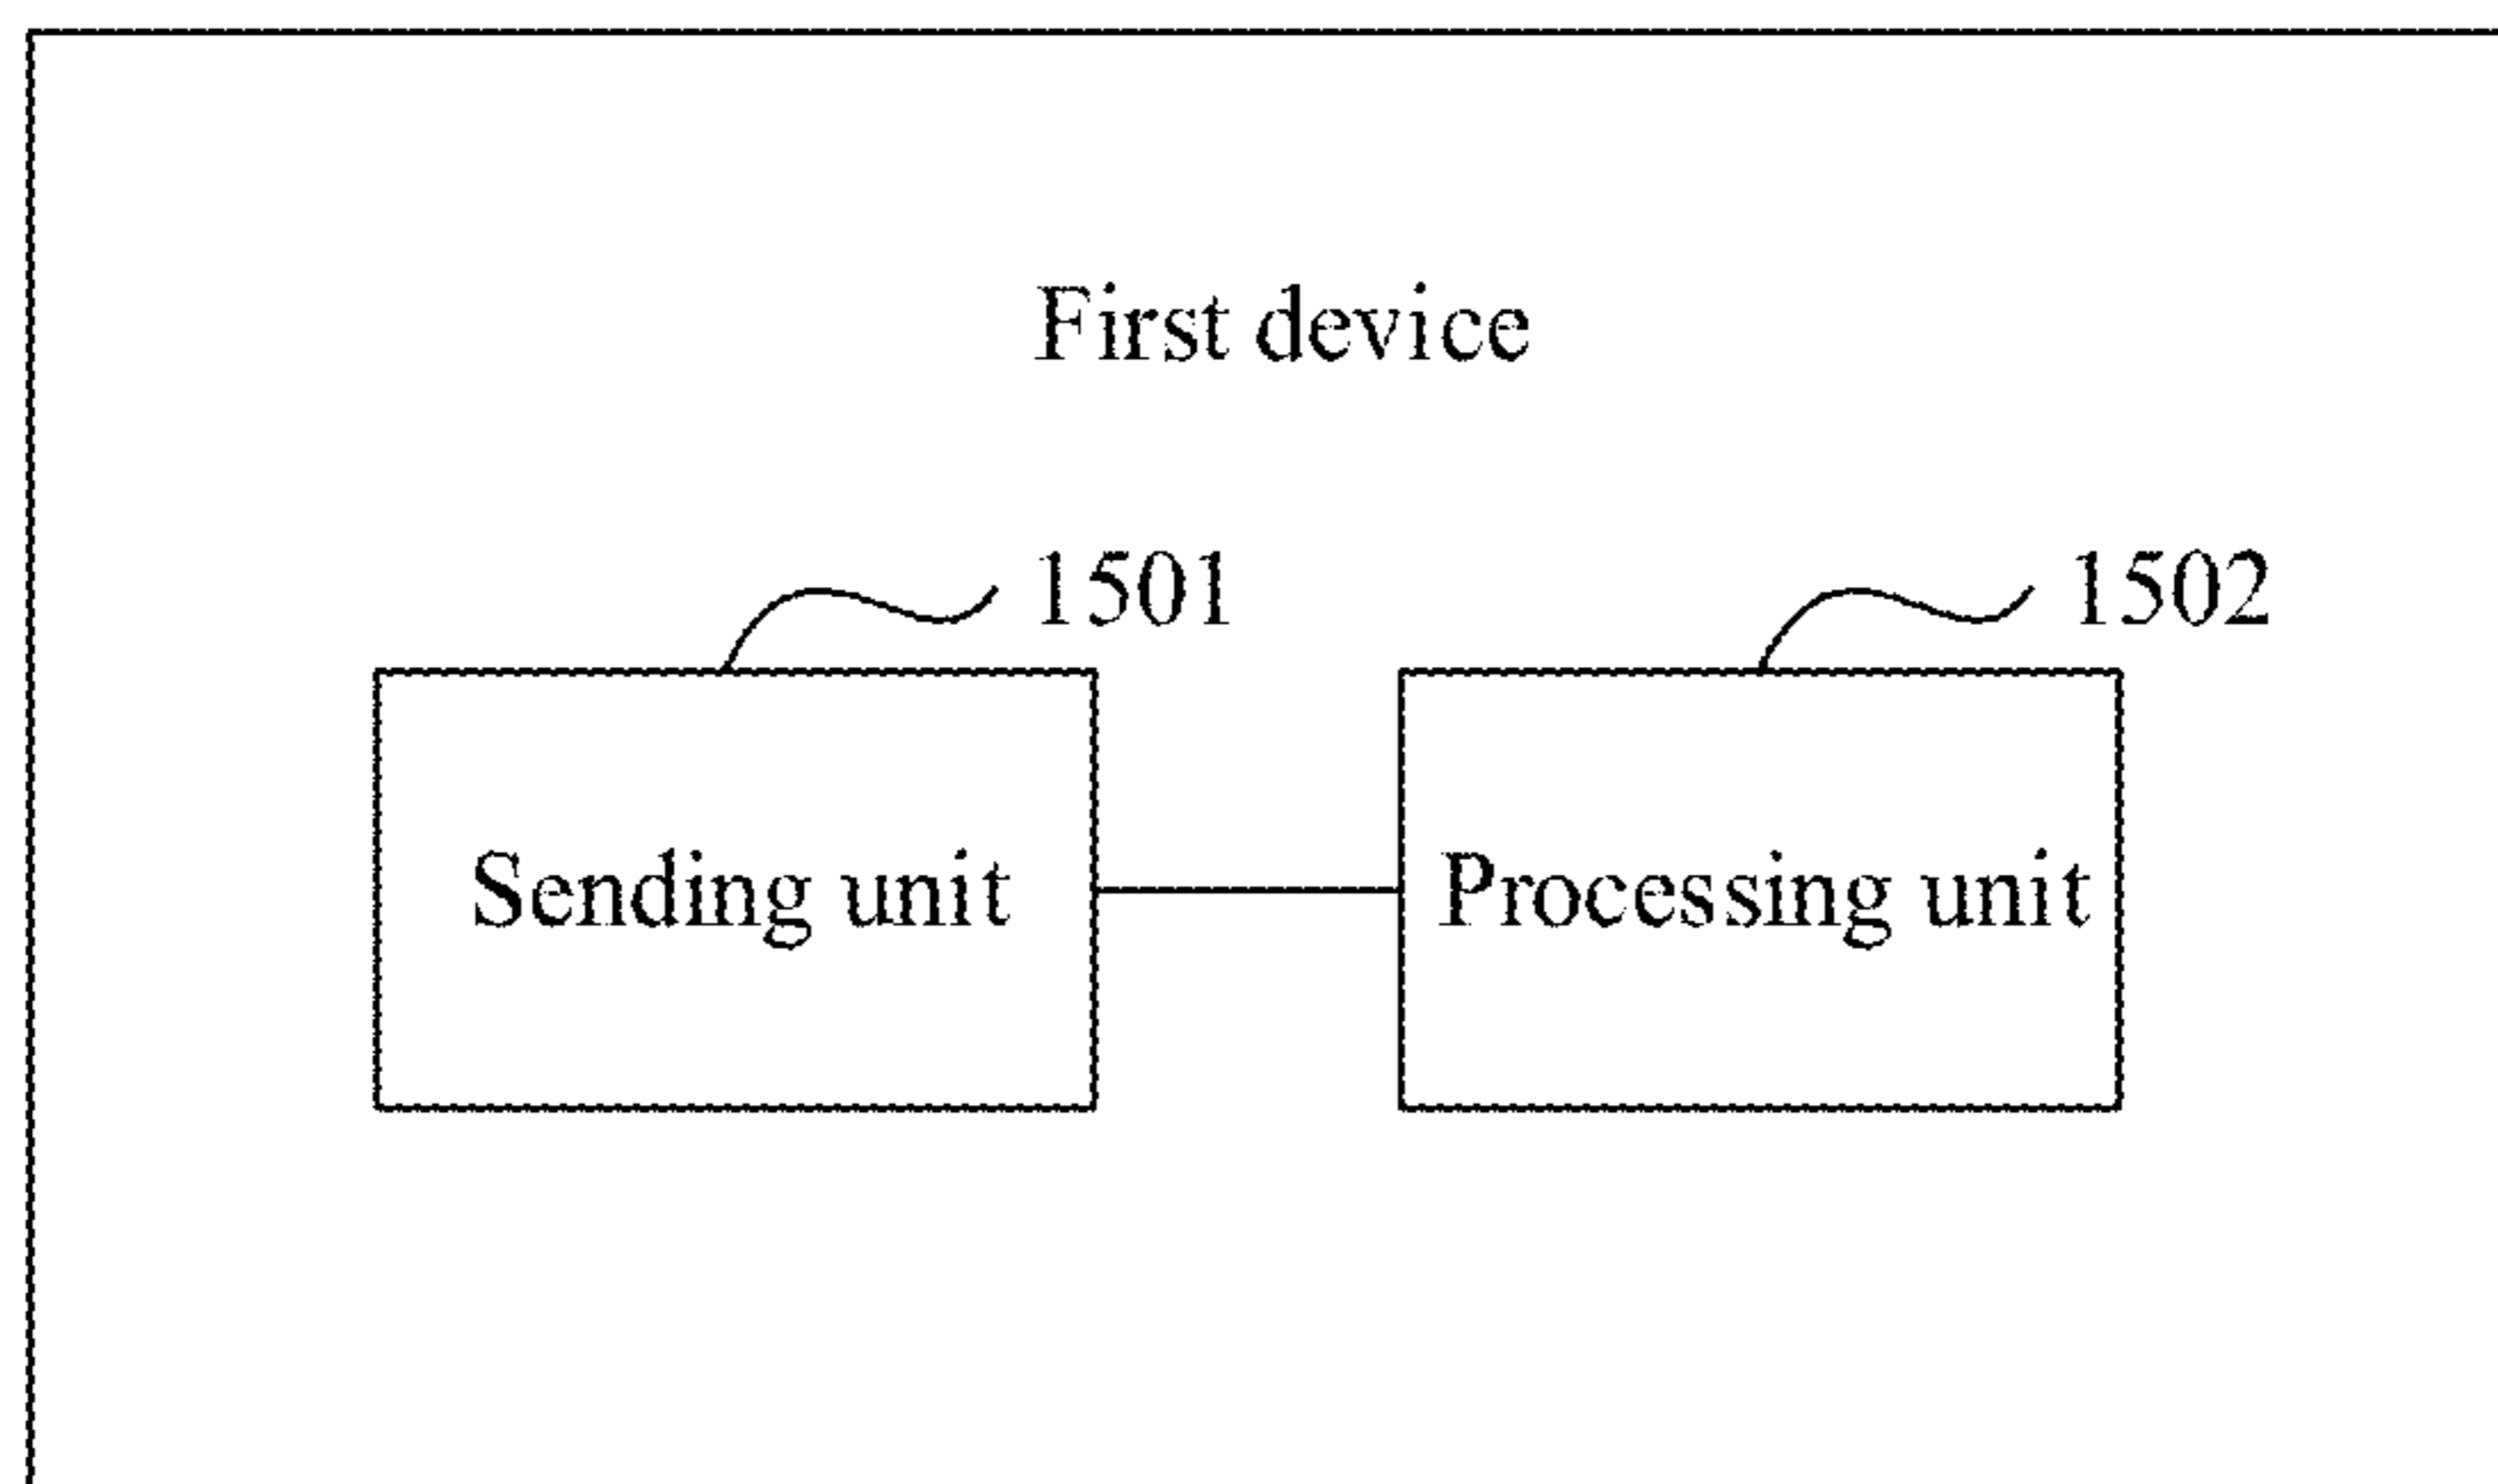 First device
1501
1502
Sending unit
Processing unit